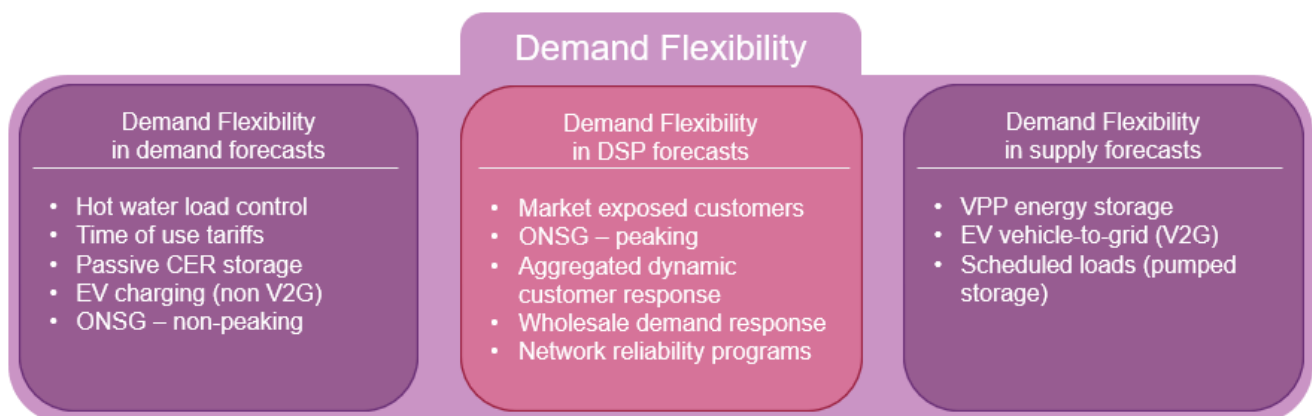 Demand Flexibility
Demand Flexibility
in demand forecasts
• Hot water load control
• Time of use tariffs
• Passive CER storage
• EV charging (non V2G)
• ONSG – non-peaking
Demand Flexibility
in DSP forecasts
• Market exposed customers
• ONSG – peaking
• Aggregated dynamic
customer response
• Wholesale demand response
• Network reliability programs
Demand Flexibility
in supply forecasts
• VPP energy storage
• EV vehicle-to-grid (V2G)
• Scheduled loads (pumped
storage)